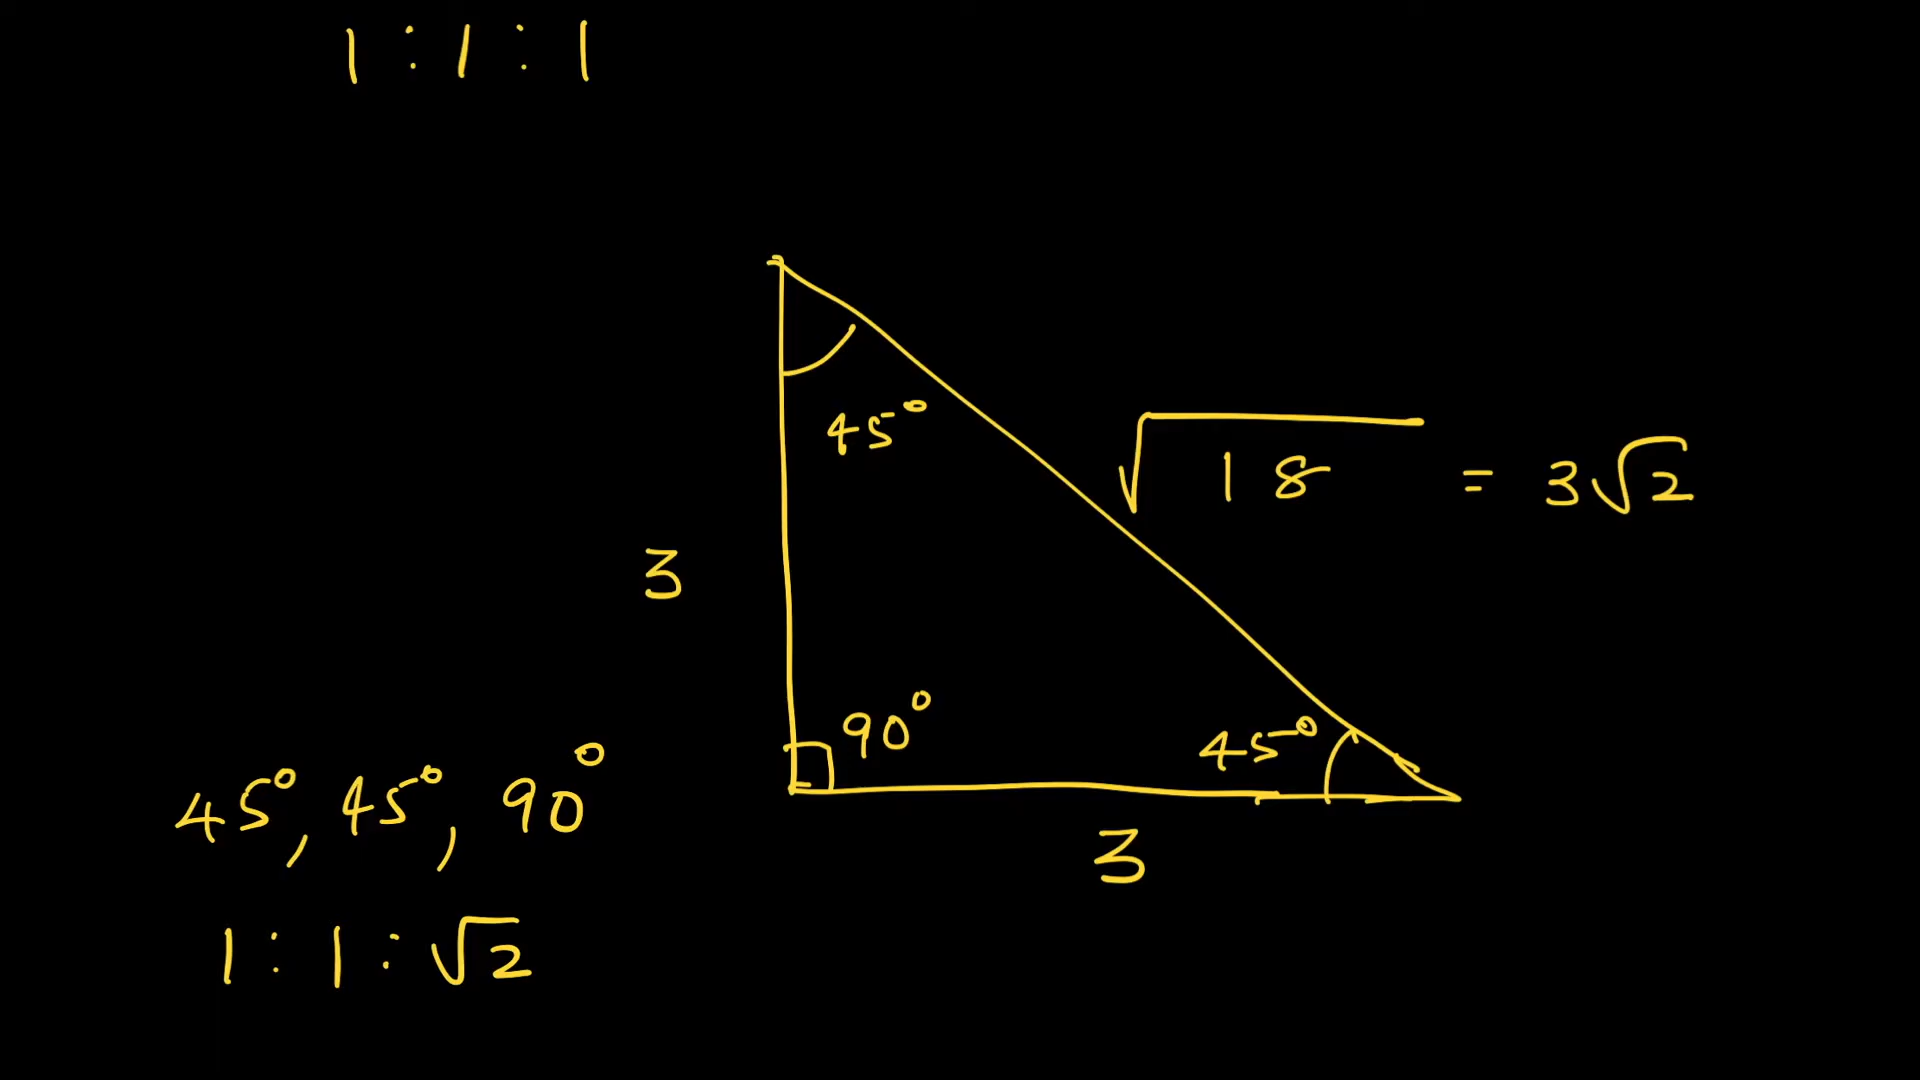 1 : 1 : 1
45°
√18 = 3√2
3
90°
45°
45°, 45°, 90°
3
1 : 1 : √2